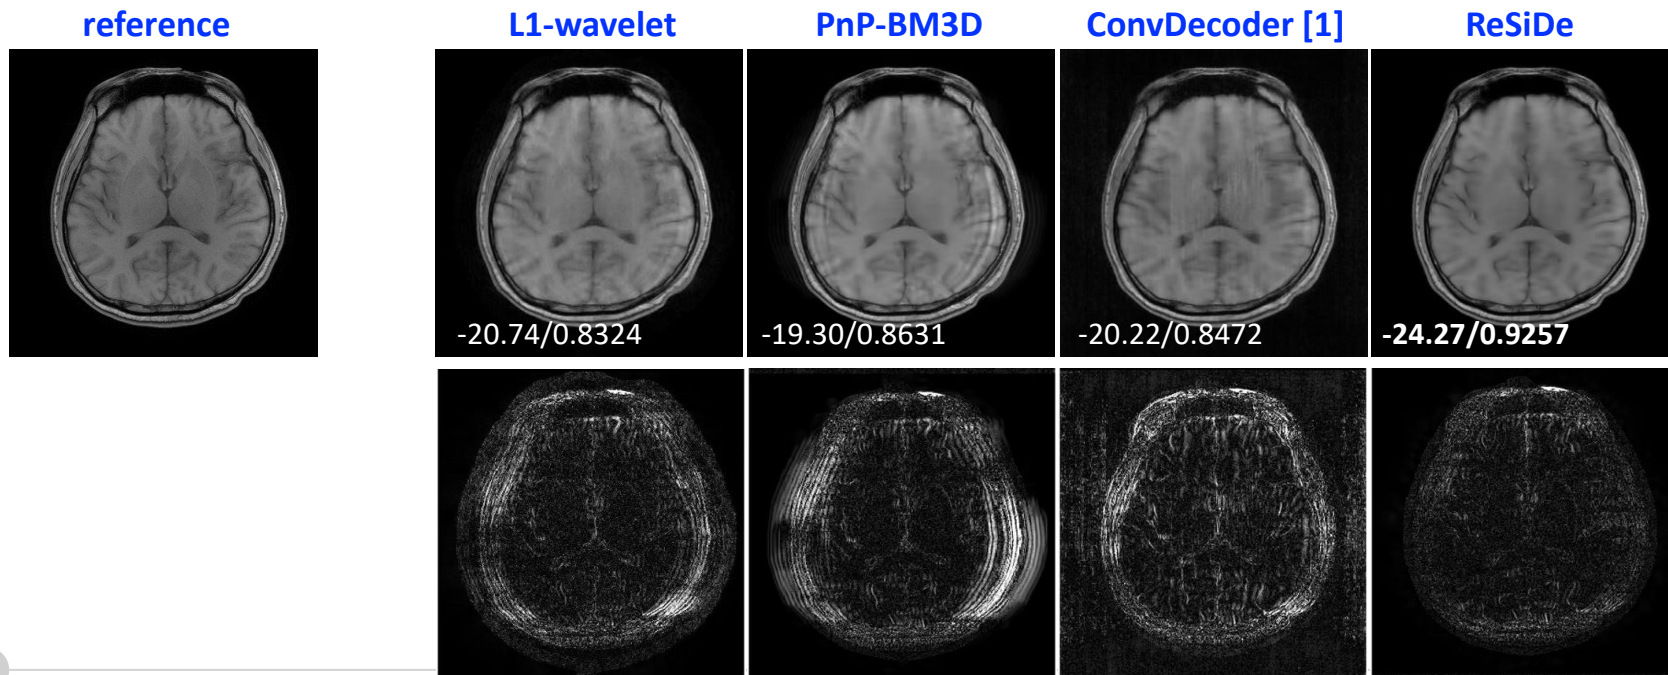 reference
L1-wavelet
PnP-BM3D
ConvDecoder [1]
ReSiDe
-20.74/0.8324
-19.30/0.8631
-20.22/0.8472
-24.27/0.9257